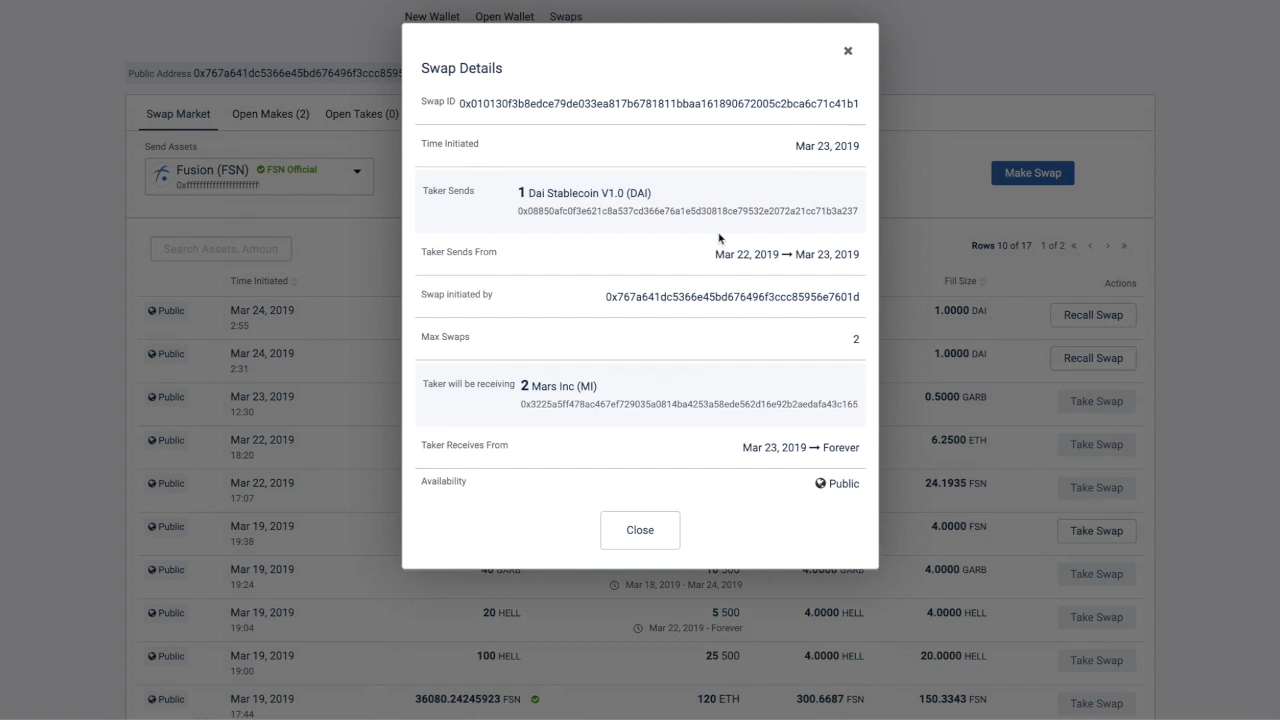 New Wallet Open Wallet Swaps
Public Address 0x767a641dc5366e45bd676496f3ccc8595
Swap Market Open Makes (2) Open Takes (0)
Send Assets
Fusion (FSN) FSN Official
0xffffffffffffffffffffff
Make Swap
Rows 10 of 17 1 of 2 « ‹ › »
Search Assets, Amoun
Time Initiated Fill Size Actions
Public Mar 24, 2019 1.0000 DAI Recall Swap
2:55
Public Mar 24, 2019 1.0000 DAI Recall Swap
2:31
Public Mar 23, 2019 0.5000 GARB Take Swap
12:30
Public Mar 22, 2019 6.2500 ETH Take Swap
18:20
Public Mar 22, 2019 24.1935 FSN Take Swap
17:07
Public Mar 19, 2019 4.0000 FSN Take Swap
19:38
Public Mar 19, 2019 40 GARB 10 500 4.0000 GARB 4.0000 GARB Take Swap
19:24 Mar 18, 2019 - Mar 24, 2019
Public Mar 19, 2019 20 HELL 5 500 4.0000 HELL 4.0000 HELL Take Swap
19:04 Mar 22, 2019 - Forever
Public Mar 19, 2019 100 HELL 25 500 4.0000 HELL 20.0000 HELL Take Swap
19:00
Public Mar 19, 2019 36080.24245923 FSN 120 ETH 300.6687 FSN 150.3343 FSN Take Swap
17:44
Swap Details
Swap ID 0x010130f3b8edce79de033ea817b6781811bbaa161890672005c2bca6c71c41b1
Time Initiated Mar 23, 2019
Taker Sends 1 Dai Stablecoin V1.0 (DAI)
0x08850afc0f3e621c8a537cd366e76a1e5d30818ce79532e2072a21cc71b3a237
Taker Sends From Mar 22, 2019 → Mar 23, 2019
Swap initiated by 0x767a641dc5366e45bd676496f3ccc85956e7601d
Max Swaps 2
Taker will be receiving 2 Mars Inc (MI)
0x3225a5ff478ac467ef729035a0814ba4253a58ede562d16e92b2aedafa43c165
Taker Receives From Mar 23, 2019 → Forever
Availability Public
Close